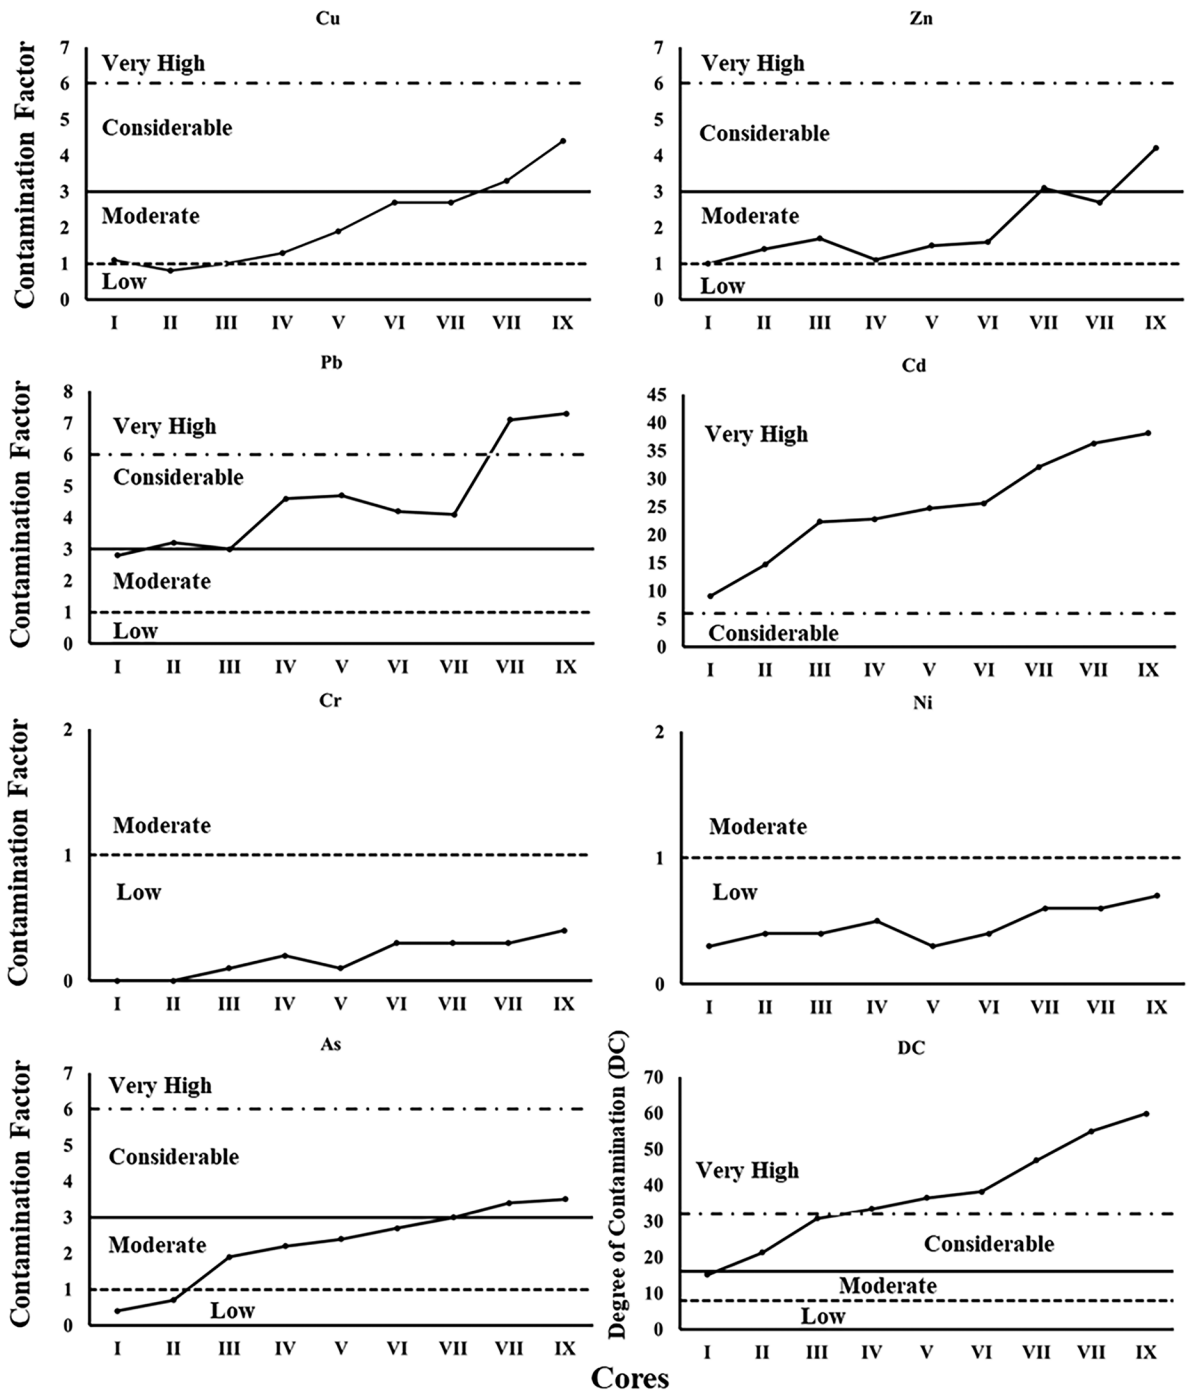 Cu
Contamination Factor
7
6
5
4
3
2
1
0
Very High
Considerable
Moderate
Low
I II III IV V VI VII VII IX
Zn
7
6
5
4
3
2
1
0
Very High
Considerable
Moderate
Low
I II III IV V VI VII VII IX
Pb
Contamination Factor
8
7
6
5
4
3
2
1
0
Very High
Considerable
Moderate
Low
I II III IV V VI VII VII IX
Cd
45
40
35
30
25
20
15
10
5
0
Very High
Considerable
I II III IV V VI VII VII IX
Cr
Contamination Factor
2
1
0
Moderate
Low
I II III IV V VI VII VII IX
Ni
2
1
0
Moderate
Low
I II III IV V VI VII VII IX
As
Contamination Factor
7
6
5
4
3
2
1
0
Very High
Considerable
Moderate
Low
I II III IV V VI VII VII IX
DC
Degree of Contamination (DC)
70
60
50
40
30
20
10
0
Very High
Considerable
Moderate
Low
I II III IV V VI VII VII IX
Cores